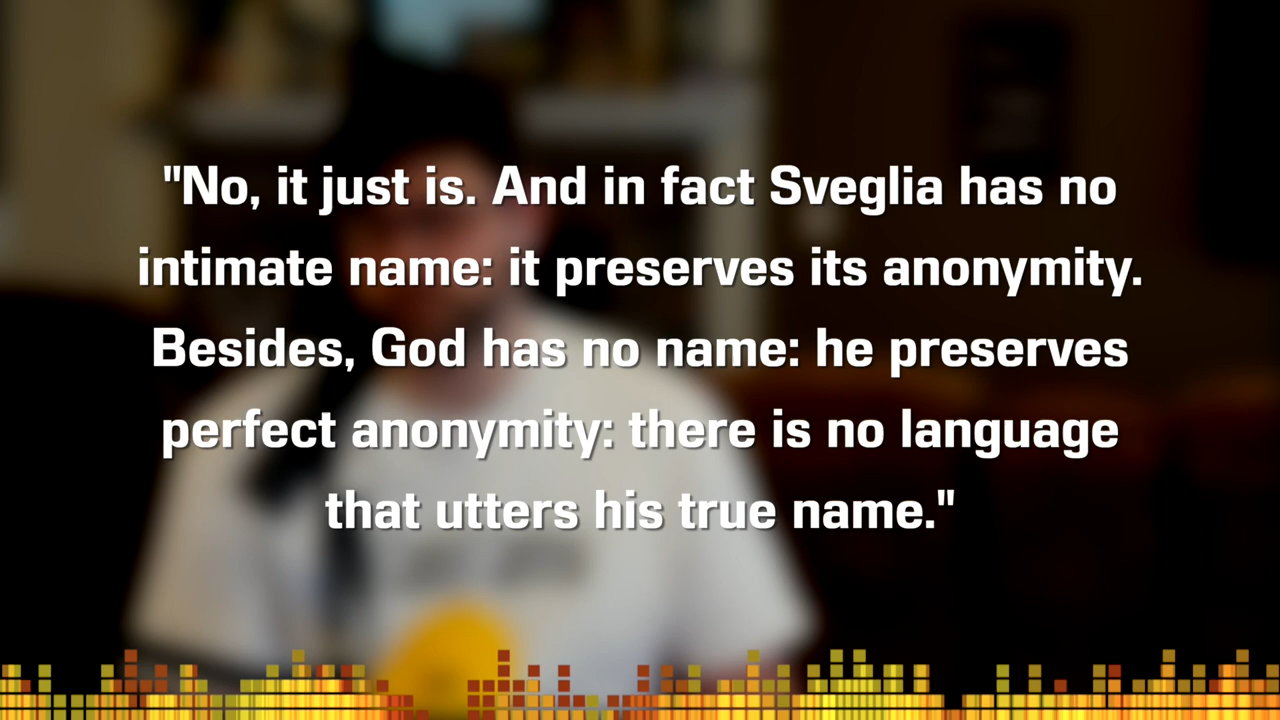 "No, it just is. And in fact Sveglia has no
intimate name: it preserves its anonymity.
Besides, God has no name: he preserves
perfect anonymity: there is no language
that utters his true name."